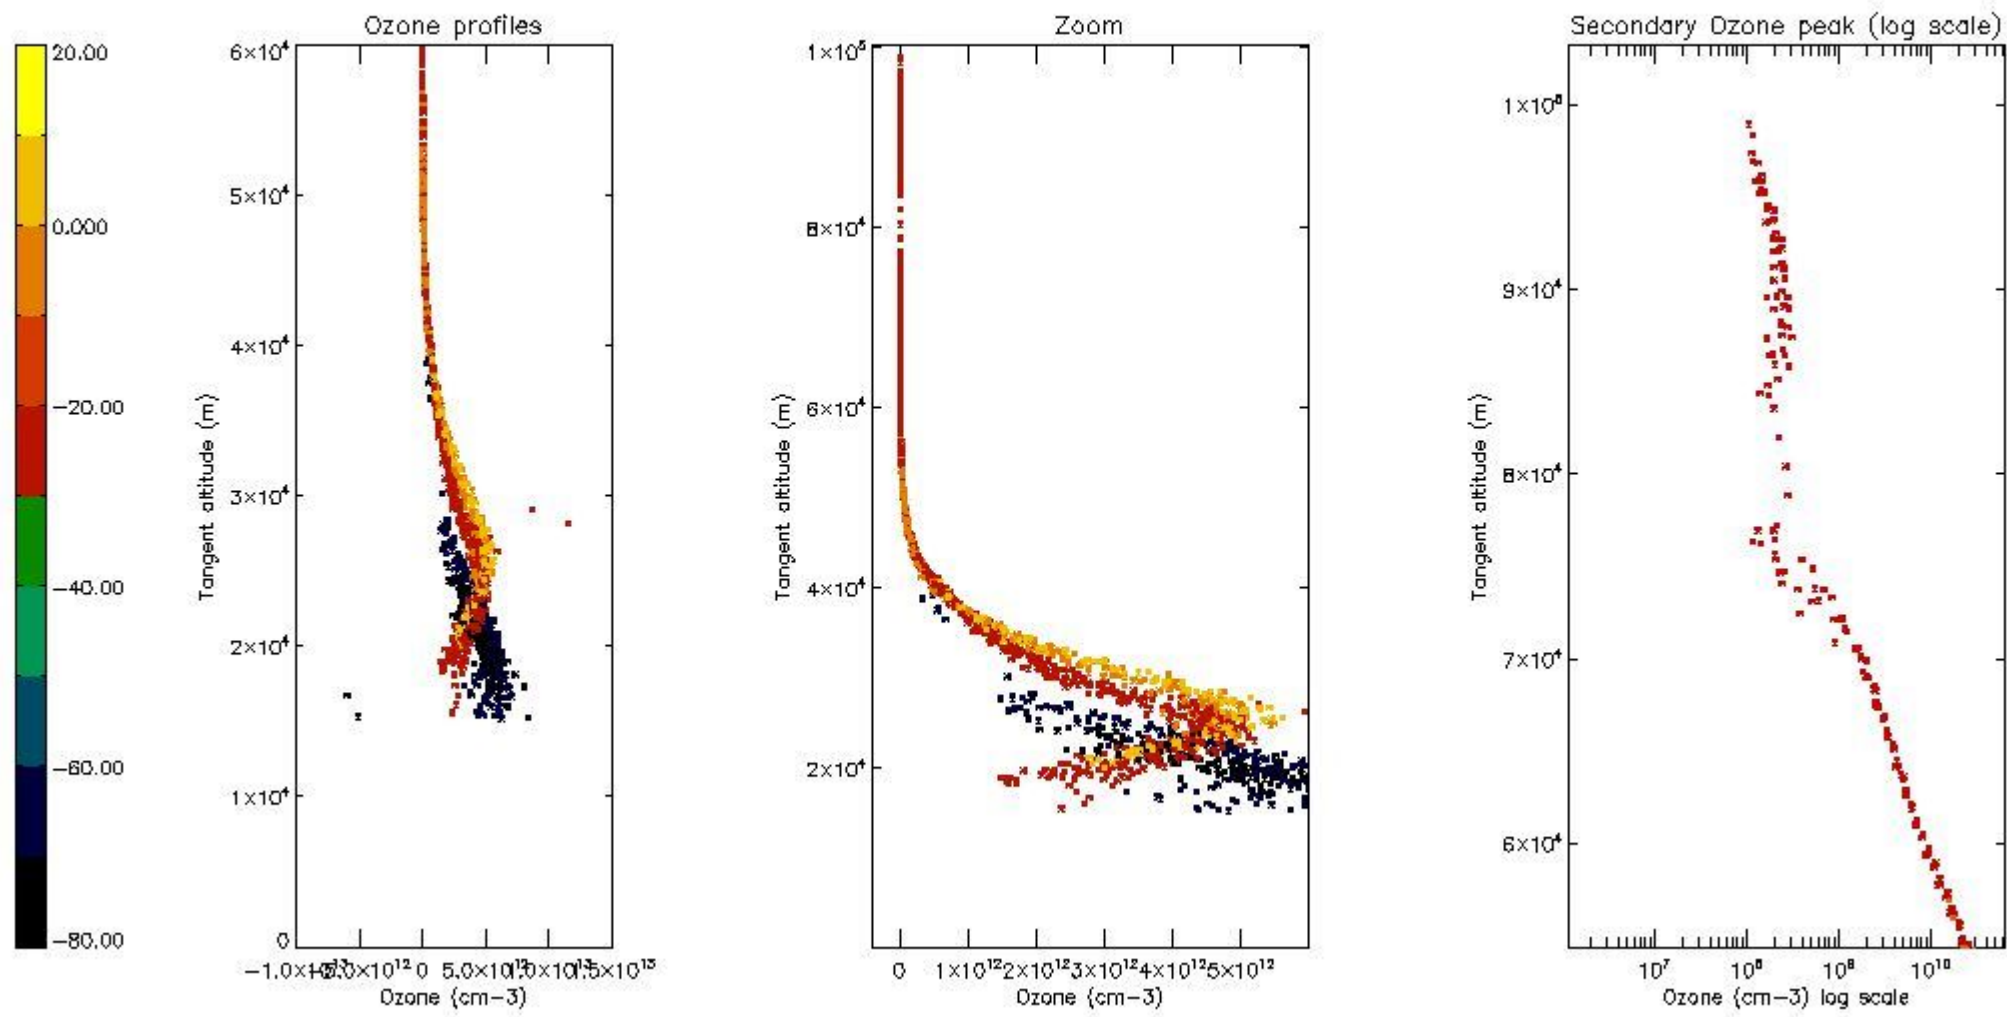 Ozone profiles
Zoom
Secondary Ozone peak (log scale)
20.00
0.000
−20.00
−40.00
−60.00
−80.00
Tangent altitude (m)
6×10⁴
5×10⁴
4×10⁴
3×10⁴
2×10⁴
1×10⁴
0
0
Ozone (cm−3)
Tangent altitude (m)
1×10⁵
8×10⁴
6×10⁴
4×10⁴
2×10⁴
0 1×10¹² 2×10¹² 3×10¹² 4×10¹² 5×10¹²
Ozone (cm−3)
Tangent altitude (m)
9×10⁴
8×10⁴
7×10⁴
6×10⁴
10⁷ 10⁸ 10⁹ 10¹⁰
Ozone (cm−3) log scale